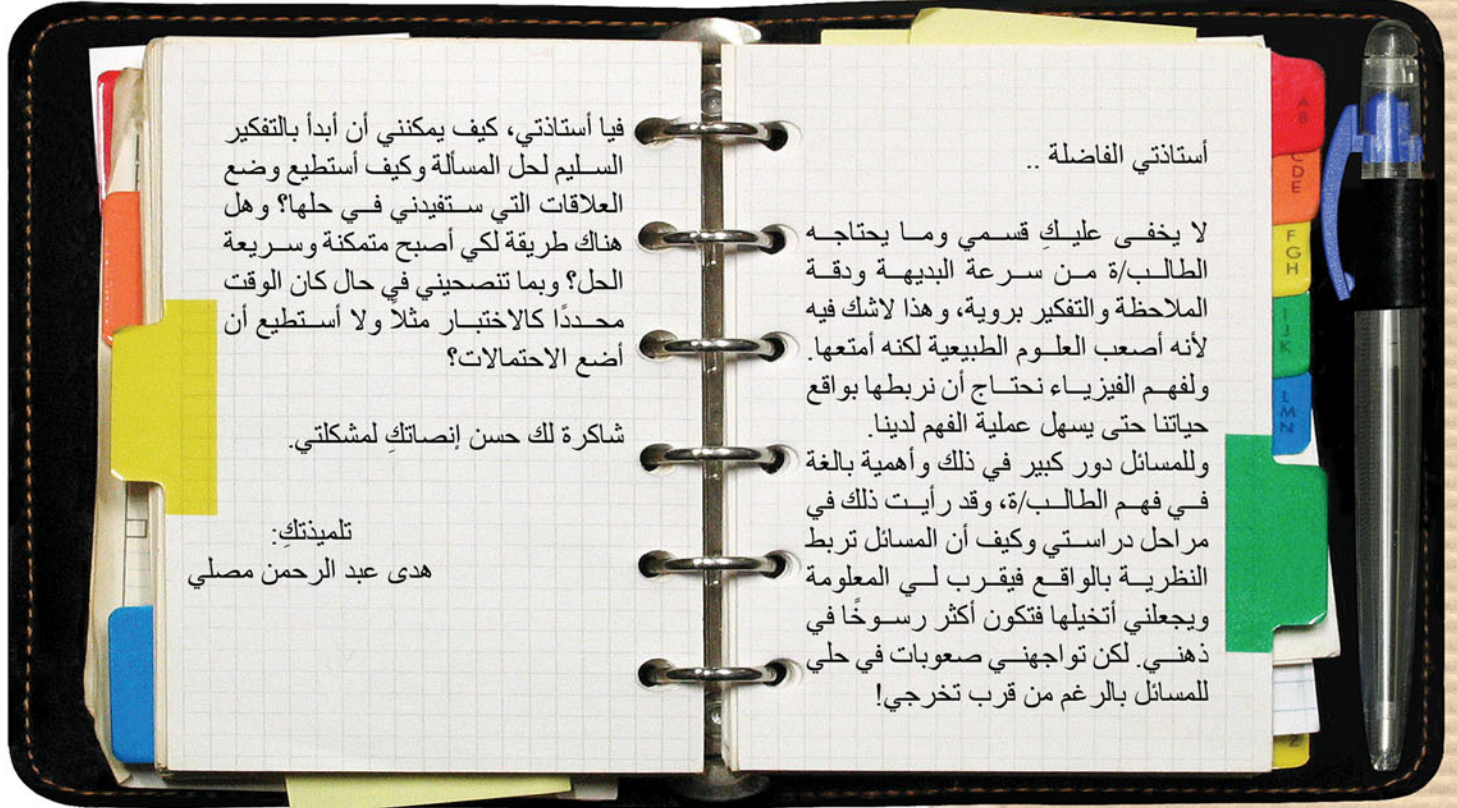 أستاذتي الفاضلة ..
لا يخفى عليكِ قسمي وما يحتاجه
الطالب/ة من سرعة البديهة ودقة
الملاحظة والتفكير بروية، وهذا لاشك فيه
لأنه أصعب العلوم الطبيعية لكنه أمتعها.
ولفهم الفيزياء نحتاج أن نربطها بواقع
حياتنا حتى يسهل عملية الفهم لدينا.
وللمسائل دور كبير في ذلك وأهمية بالغة
في فهم الطالب/ة، وقد رأيت ذلك في
مراحل دراستي وكيف أن المسائل تربط
النظرية بالواقع فيقرب لي المعلومة
ويجعلني أتخيلها فتكون أكثر رسوخًا في
ذهني. لكن تواجهني صعوبات في حلي
للمسائل بالرغم من قرب تخرجي!
فيا أستاذتي، كيف يمكنني أن أبدأ بالتفكير
السليم لحل المسألة وكيف أستطيع وضع
العلاقات التي ستفيدني في حلها؟ وهل
هناك طريقة لكي أصبح متمكنة وسريعة
الحل؟ وبما تنصحيني في حال كان الوقت
محددًا كالاختبار مثلاً ولا أستطيع أن
أضع الاحتمالات؟
شاكرة لك حسن إنصاتكِ لمشكلتي.
تلميذتكِ:
هدى عبد الرحمن مصلي
A
B
C
D
E
F
G
H
I
J
K
L
M
N
Z